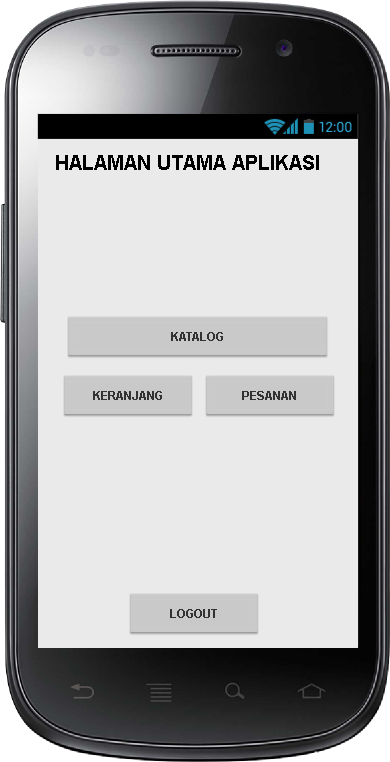 12:00
HALAMAN UTAMA APLIKASI
KATALOG
KERANJANG
PESANAN
LOGOUT